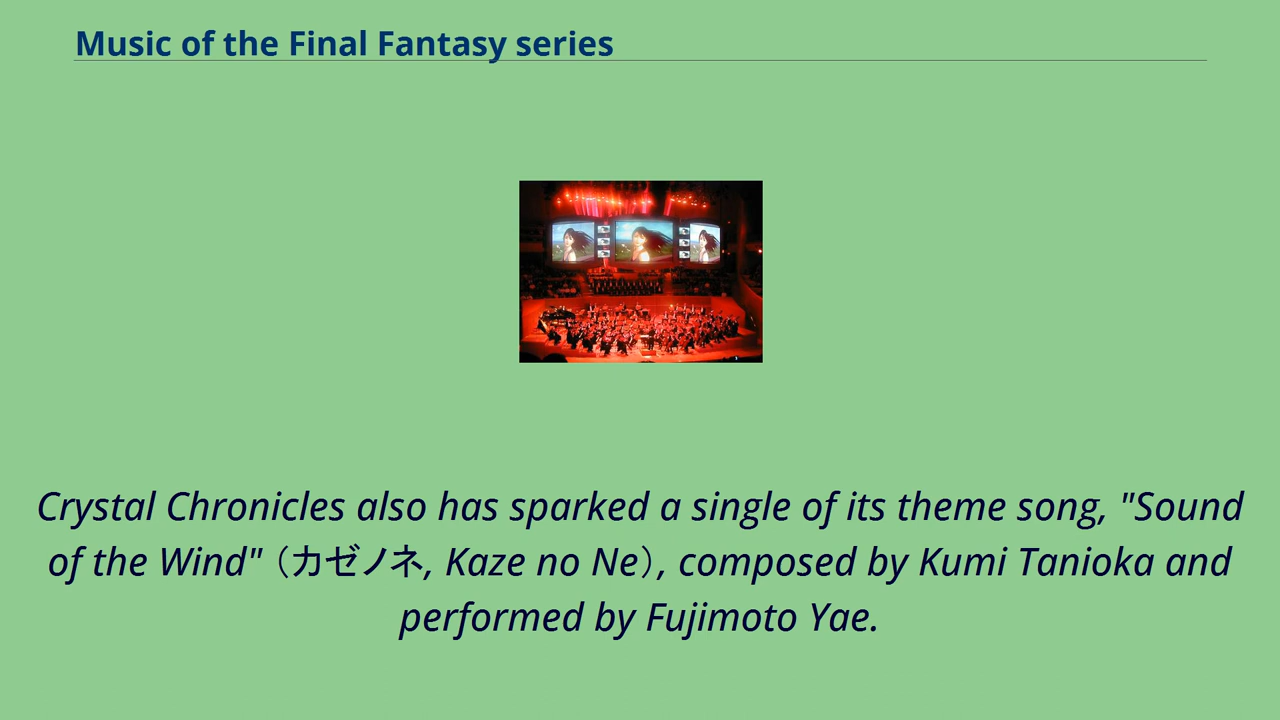 Music of the Final Fantasy series
Crystal Chronicles also has sparked a single of its theme song, "Sound
of the Wind" （カゼノネ, Kaze no Ne）, composed by Kumi Tanioka and
performed by Fujimoto Yae.